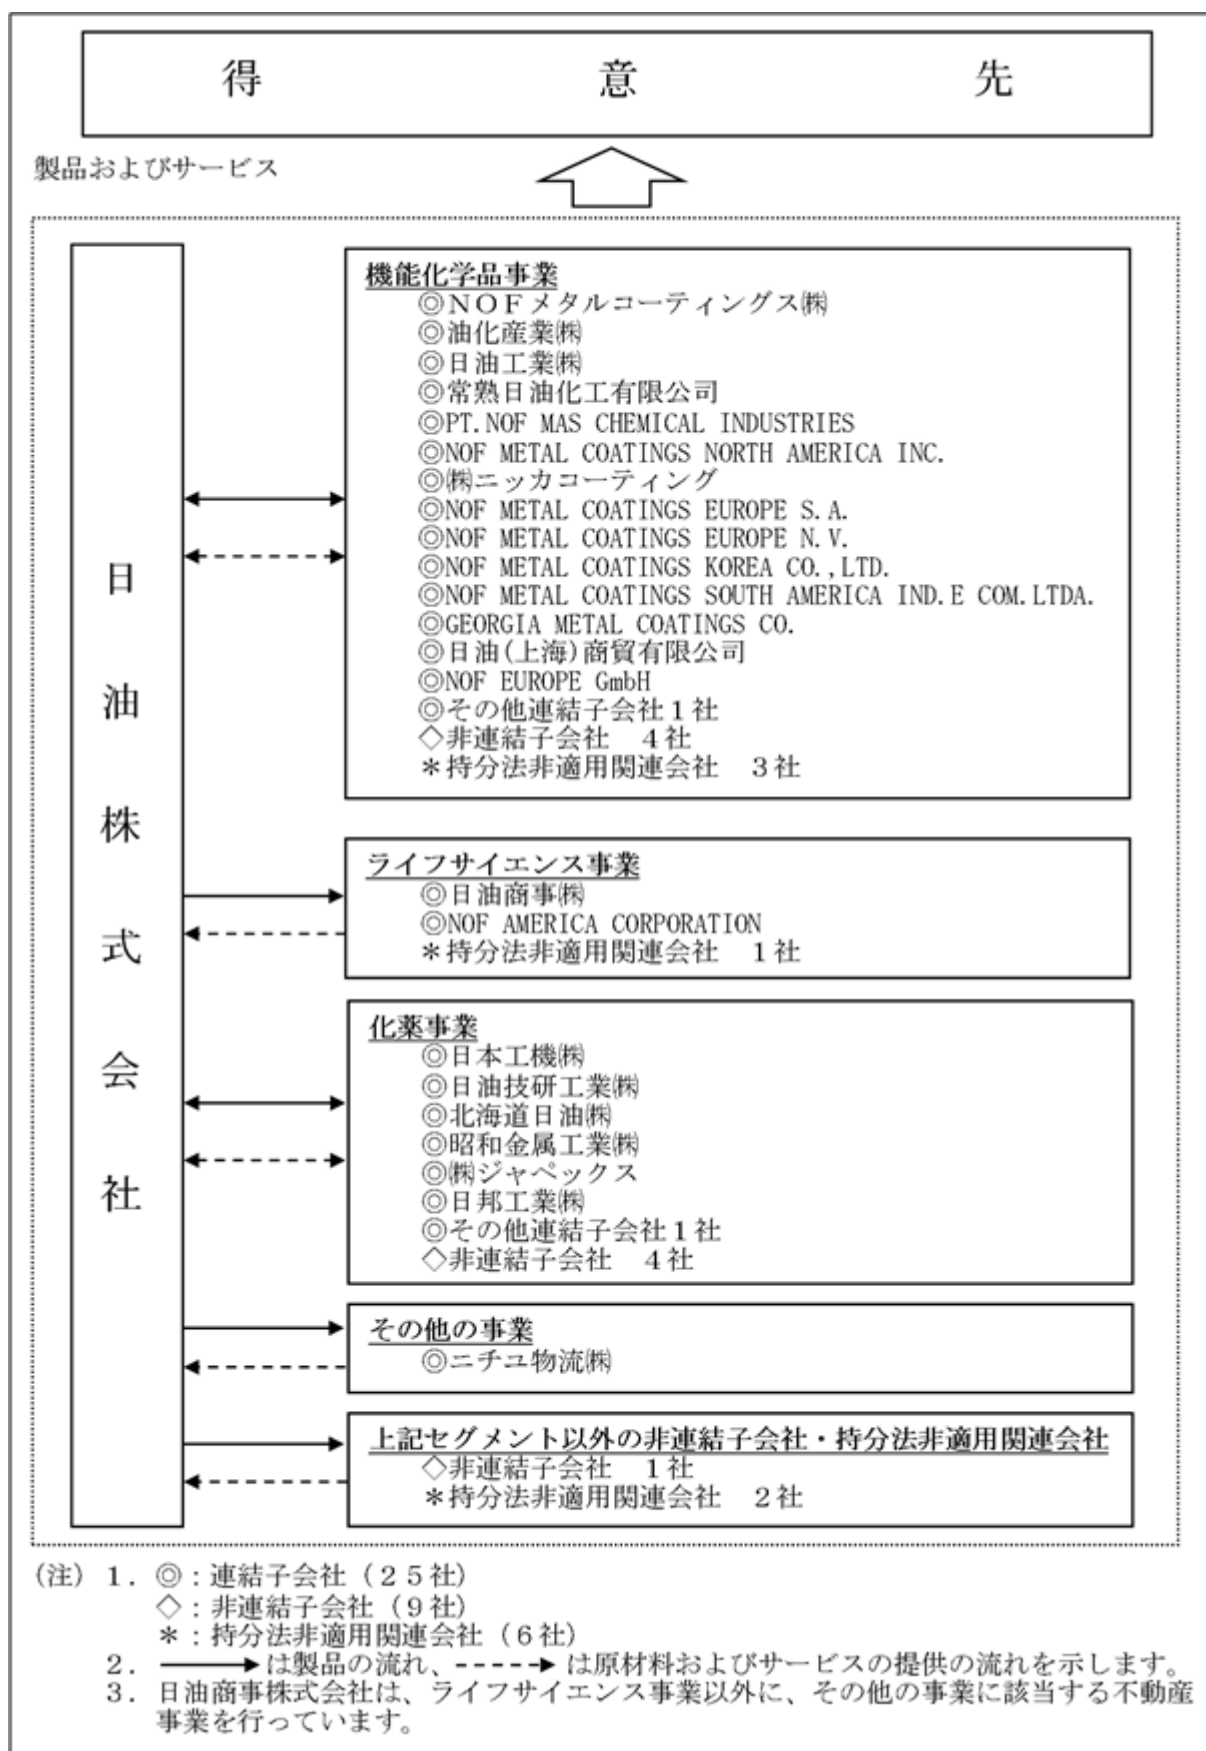 得意先
製品およびサービス
日油株式会社
機能化学品事業
◎NOFメタルコーティングス㈱
◎油化産業㈱
◎日油工業㈱
◎常熟日油化工有限公司
◎PT.NOF MAS CHEMICAL INDUSTRIES
◎NOF METAL COATINGS NORTH AMERICA INC.
◎㈱ニッカコーティング
◎NOF METAL COATINGS EUROPE S.A.
◎NOF METAL COATINGS EUROPE N.V.
◎NOF METAL COATINGS KOREA CO.,LTD.
◎NOF METAL COATINGS SOUTH AMERICA IND.E COM.LTDA.
◎GEORGIA METAL COATINGS CO.
◎日油(上海)商貿有限公司
◎NOF EUROPE GmbH
◎その他連結子会社1社
◇非連結子会社 4社
*持分法非適用関連会社 3社
ライフサイエンス事業
◎日油商事㈱
◎NOF AMERICA CORPORATION
*持分法非適用関連会社 1社
化薬事業
◎日本工機㈱
◎日油技研工業㈱
◎北海道日油㈱
◎昭和金属工業㈱
◎㈱ジャペックス
◎日邦工業㈱
◎その他連結子会社1社
◇非連結子会社 4社
その他の事業
◎ニチユ物流㈱
上記セグメント以外の非連結子会社・持分法非適用関連会社
◇非連結子会社 1社
*持分法非適用関連会社 2社
(注) 1. ◎:連結子会社(25社)
◇:非連結子会社(9社)
*:持分法非適用関連会社(6社)
2. ──►は製品の流れ、-----►は原材料およびサービスの提供の流れを示します。
3. 日油商事株式会社は、ライフサイエンス事業以外に、その他の事業に該当する不動産
事業を行っています。